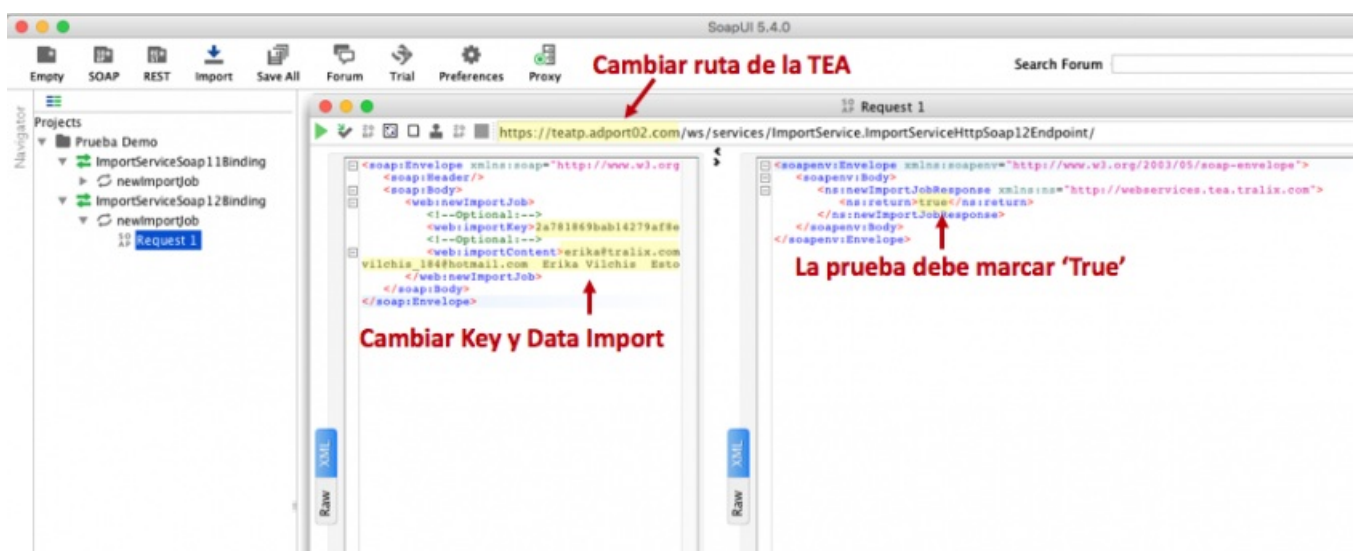 SoapUI 5.4.0
Empty SOAP REST Import Save All Forum Trial Preferences Proxy
Cambiar ruta de la TEA
Search Forum
Navigator
Projects
Prueba Demo
ImportServiceSoap11Binding
newImportJob
ImportServiceSoap12Binding
newImportJob
Request 1
Request 1
https://teatp.adport02.com/ws/services/ImportService.ImportServiceHttpSoap12Endpoint/
<soap:Envelope xmlns:soap="http://www.w3.org
<soap:Header/>
<soap:Body>
<web:newImportJob>
<!--Optional:-->
<web:importKey>2a781869bab14279af8e
<!--Optional:-->
<web:importContent>erika@tralix.com
vilchis_184@hotmail.com Erika Vilchis Esto
</web:newImportJob>
</soap:Body>
</soap:Envelope>
Cambiar Key y Data Import
XML
Raw
<soapenv:Envelope xmlns:soapenv="http://www.w3.org/2003/05/soap-envelope">
<soapenv:Body>
<ns:newImportJobResponse xmlns:ns="http://webservices.tea.tralix.com">
<ns:return>true</ns:return>
</ns:newImportJobResponse>
</soapenv:Body>
</soapenv:Envelope>
La prueba debe marcar ‘True’
XML
Raw